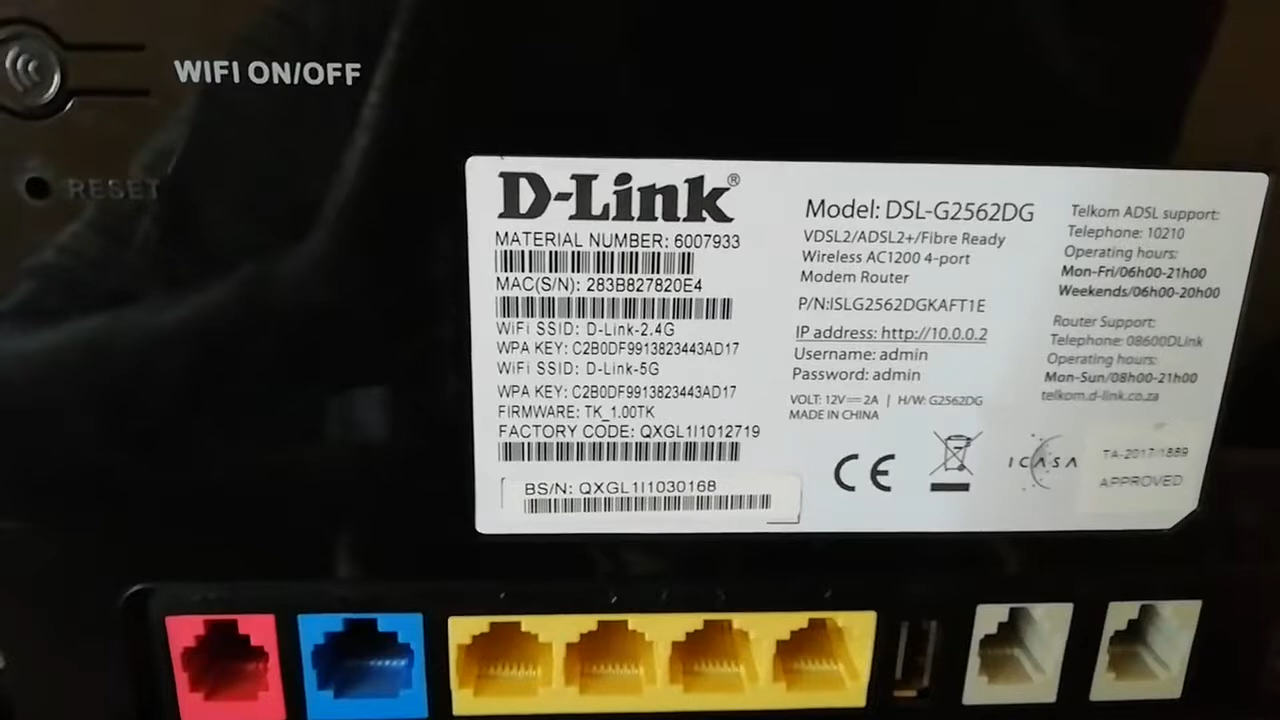 WIFI ON/OFF
RESET
D-Link®
MATERIAL NUMBER: 6007933
MAC(S/N): 283B827820E4
WiFi SSID: D-Link-2.4G
WPA KEY: C2B0DF9913823443AD17
WiFi SSID: D-Link-5G
WPA KEY: C2B0DF9913823443AD17
FIRMWARE: TK_1.00TK
FACTORY CODE: QXGL1I1012719
BS/N: QXGL1I1030168
Model: DSL-G2562DG
VDSL2/ADSL2+/Fibre Ready
Wireless AC1200 4-port
Modem Router
P/N:ISLG2562DGKAFT1E
IP address: http://10.0.0.2
Username: admin
Password: admin
VOLT: 12V⎓2A | H/W: G2562DG
MADE IN CHINA
CE
ICASA
TA-2017/1889
APPROVED
Telkom ADSL support:
Telephone: 10210
Operating hours:
Mon-Fri/06h00-21h00
Weekends/06h00-20h00
Router Support:
Telephone: 08600DLink
Operating hours:
Mon-Sun/08h00-21h00
telkom.d-link.co.za